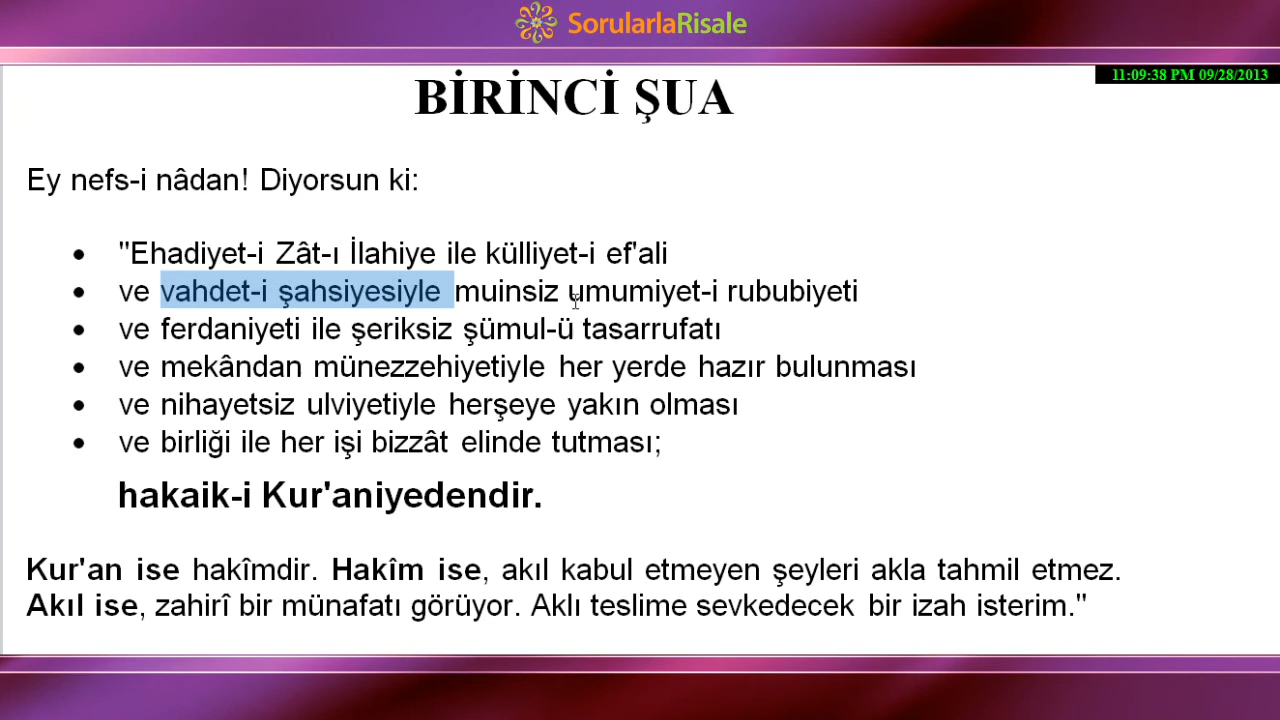 SorularlaRisale
11:09:38 PM 09/28/2013
BİRİNCİ ŞUA
Ey nefs-i nâdan! Diyorsun ki:
• "Ehadiyet-i Zât-ı İlahiye ile külliyet-i ef'ali
• ve vahdet-i şahsiyesiyle muinsiz umumiyet-i rububiyeti
• ve ferdaniyeti ile şeriksiz şümul-ü tasarrufatı
• ve mekândan münezzehiyetiyle her yerde hazır bulunması
• ve nihayetsiz ulviyetiyle herşeye yakın olması
• ve birliği ile her işi bizzât elinde tutması;
hakaik-i Kur'aniyedendir.
Kur'an ise hakîmdir. Hakîm ise, akıl kabul etmeyen şeyleri akla tahmil etmez.
Akıl ise, zahirî bir münafatı görüyor. Aklı teslime sevkedecek bir izah isterim."